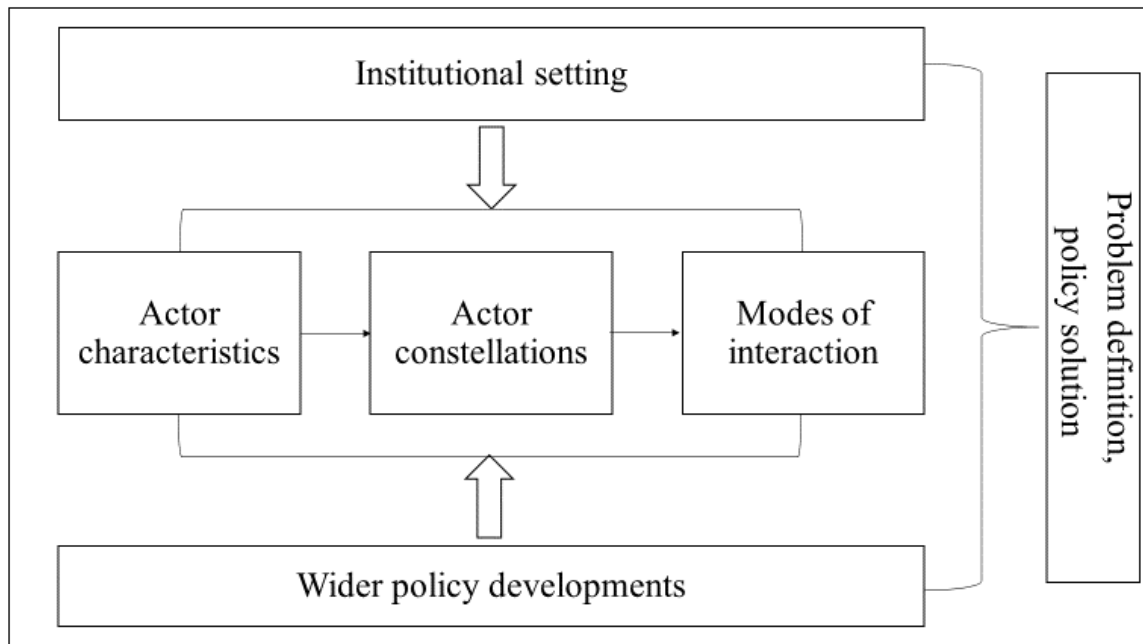 Institutional setting
Actor
characteristics
Actor
constellations
Modes of
interaction
Wider policy developments
Problem definition,
policy solution